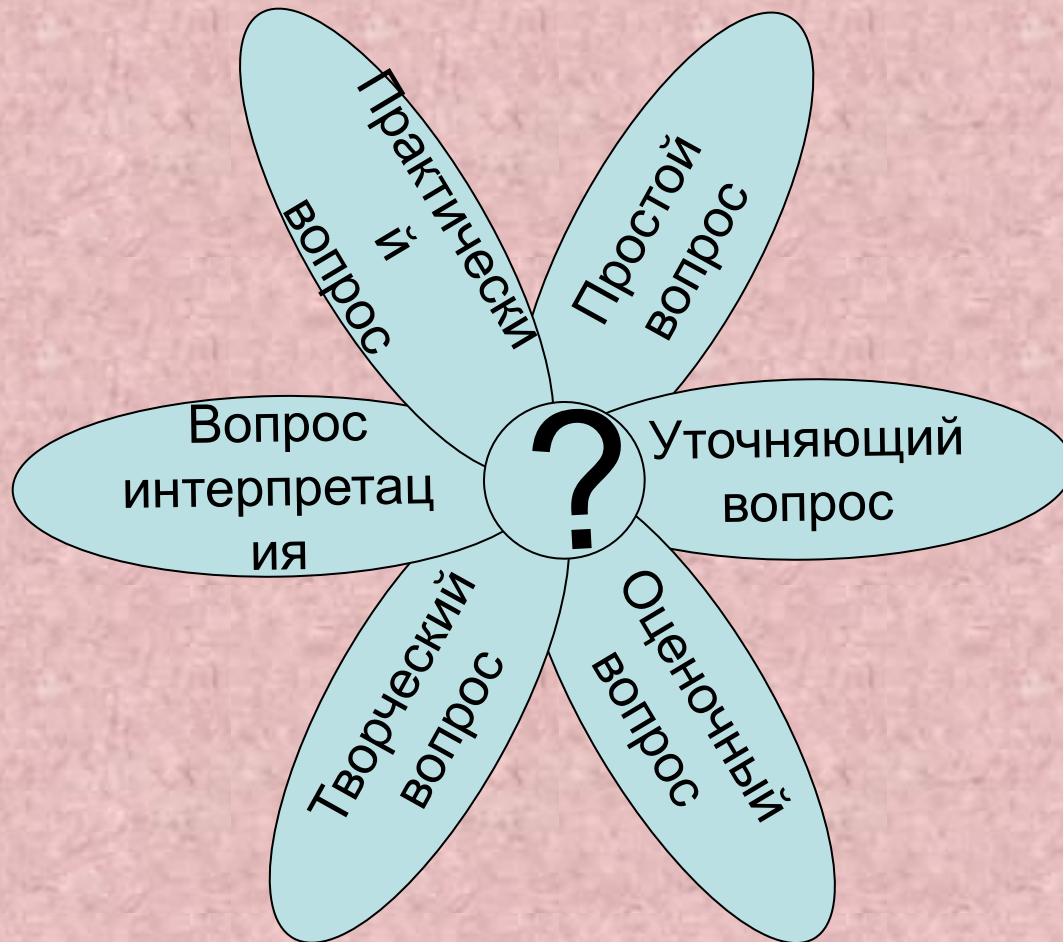 Практически
й
вопрос
Простой
вопрос
Вопрос
интерпретац
ия
?
Уточняющий
вопрос
Творческий
вопрос
Оценочный
вопрос